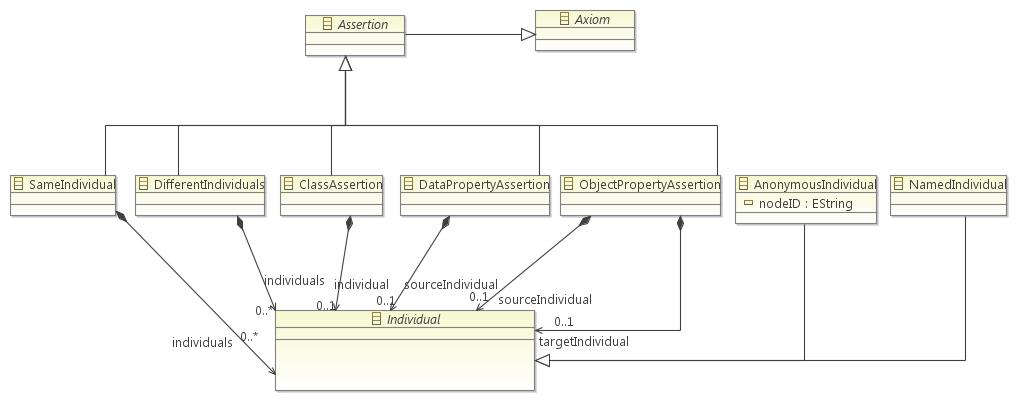 Assertion
Axiom
SameIndividual
DifferentIndividuals
ClassAssertion
DataPropertyAssertion
ObjectPropertyAssertion
AnonymousIndividual
nodeID : EString
NamedIndividual
individuals
individual
sourceIndividual
sourceIndividual
0..*
0..1
0..1
0..1
Individual
0..1
individuals
0..*
targetIndividual